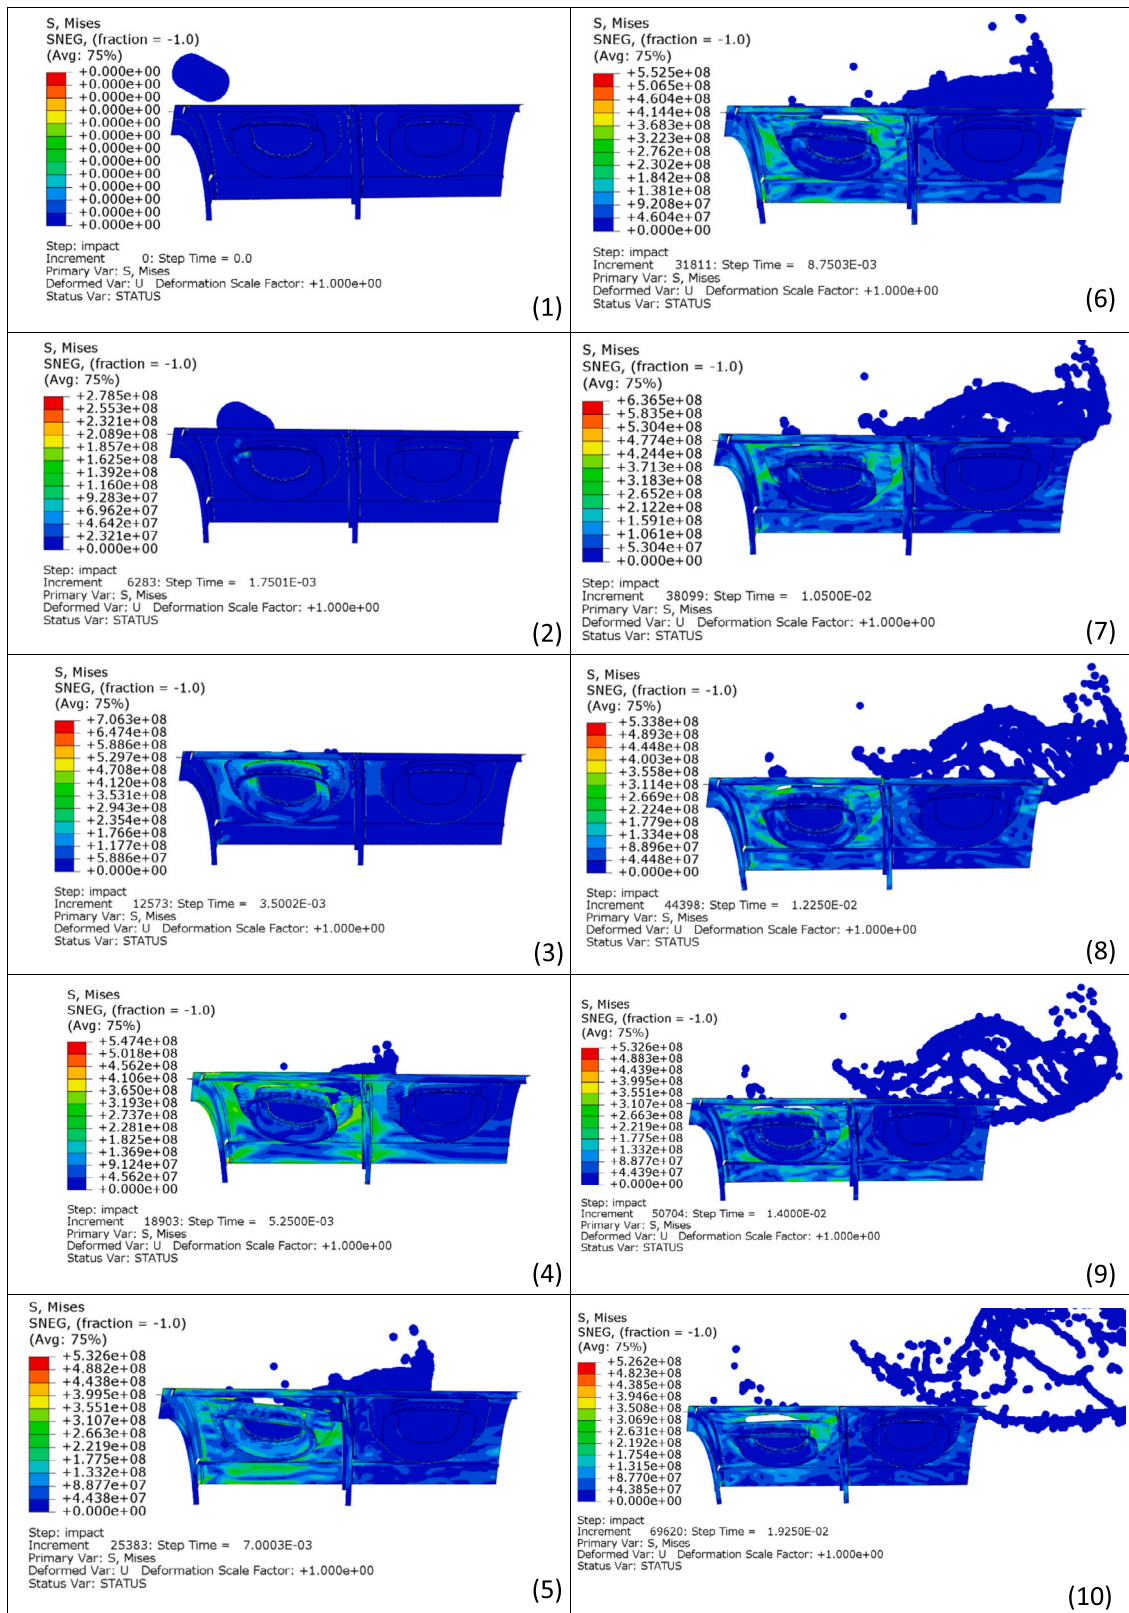 S, Mises
SNEG, (fraction = -1.0)
(Avg: 75%)
+0.000e+00
+0.000e+00
+0.000e+00
+0.000e+00
+0.000e+00
+0.000e+00
+0.000e+00
+0.000e+00
+0.000e+00
+0.000e+00
+0.000e+00
+0.000e+00
+0.000e+00
Step: impact
Increment 0: Step Time = 0.0
Primary Var: S, Mises
Deformed Var: U Deformation Scale Factor: +1.000e+00
Status Var: STATUS
(1)
S, Mises
SNEG, (fraction = -1.0)
(Avg: 75%)
+2.785e+08
+2.553e+08
+2.321e+08
+2.089e+08
+1.857e+08
+1.625e+08
+1.392e+08
+1.160e+08
+9.283e+07
+6.962e+07
+4.642e+07
+2.321e+07
+0.000e+00
Step: impact
Increment 6283: Step Time = 1.7501E-03
Primary Var: S, Mises
Deformed Var: U Deformation Scale Factor: +1.000e+00
Status Var: STATUS
(2)
S, Mises
SNEG, (fraction = -1.0)
(Avg: 75%)
+7.063e+08
+6.474e+08
+5.886e+08
+5.297e+08
+4.708e+08
+4.120e+08
+3.531e+08
+2.943e+08
+2.354e+08
+1.766e+08
+1.177e+08
+5.886e+07
+0.000e+00
Step: impact
Increment 12573: Step Time = 3.5002E-03
Primary Var: S, Mises
Deformed Var: U Deformation Scale Factor: +1.000e+00
Status Var: STATUS
(3)
S, Mises
SNEG, (fraction = -1.0)
(Avg: 75%)
+5.474e+08
+5.018e+08
+4.562e+08
+4.106e+08
+3.650e+08
+3.193e+08
+2.737e+08
+2.281e+08
+1.825e+08
+1.369e+08
+9.124e+07
+4.562e+07
+0.000e+00
Step: impact
Increment 18903: Step Time = 5.2500E-03
Primary Var: S, Mises
Deformed Var: U Deformation Scale Factor: +1.000e+00
Status Var: STATUS
(4)
S, Mises
SNEG, (fraction = -1.0)
(Avg: 75%)
+5.326e+08
+4.882e+08
+4.438e+08
+3.995e+08
+3.551e+08
+3.107e+08
+2.663e+08
+2.219e+08
+1.775e+08
+1.332e+08
+8.877e+07
+4.438e+07
+0.000e+00
Step: impact
Increment 25383: Step Time = 7.0003E-03
Primary Var: S, Mises
Deformed Var: U Deformation Scale Factor: +1.000e+00
Status Var: STATUS
(5)
S, Mises
SNEG, (fraction = -1.0)
(Avg: 75%)
+5.525e+08
+5.065e+08
+4.604e+08
+4.144e+08
+3.683e+08
+3.223e+08
+2.762e+08
+2.302e+08
+1.842e+08
+1.381e+08
+9.208e+07
+4.604e+07
+0.000e+00
Step: impact
Increment 31811: Step Time = 8.7503E-03
Primary Var: S, Mises
Deformed Var: U Deformation Scale Factor: +1.000e+00
Status Var: STATUS
(6)
S, Mises
SNEG, (fraction = -1.0)
(Avg: 75%)
+6.365e+08
+5.835e+08
+5.304e+08
+4.774e+08
+4.244e+08
+3.713e+08
+3.183e+08
+2.652e+08
+2.122e+08
+1.591e+08
+1.061e+08
+5.304e+07
+0.000e+00
Step: impact
Increment 38099: Step Time = 1.0500E-02
Primary Var: S, Mises
Deformed Var: U Deformation Scale Factor: +1.000e+00
Status Var: STATUS
(7)
S, Mises
SNEG, (fraction = -1.0)
(Avg: 75%)
+5.338e+08
+4.893e+08
+4.448e+08
+4.003e+08
+3.558e+08
+3.114e+08
+2.669e+08
+2.224e+08
+1.779e+08
+1.334e+08
+8.896e+07
+4.448e+07
+0.000e+00
Step: impact
Increment 44398: Step Time = 1.2250E-02
Primary Var: S, Mises
Deformed Var: U Deformation Scale Factor: +1.000e+00
Status Var: STATUS
(8)
S, Mises
SNEG, (fraction = -1.0)
(Avg: 75%)
+5.326e+08
+4.883e+08
+4.439e+08
+3.995e+08
+3.551e+08
+3.107e+08
+2.663e+08
+2.219e+08
+1.775e+08
+1.332e+08
+8.877e+07
+4.439e+07
+0.000e+00
Step: impact
Increment 50704: Step Time = 1.4000E-02
Primary Var: S, Mises
Deformed Var: U Deformation Scale Factor: +1.000e+00
Status Var: STATUS
(9)
S, Mises
SNEG, (fraction = -1.0)
(Avg: 75%)
+5.262e+08
+4.823e+08
+4.385e+08
+3.946e+08
+3.508e+08
+3.069e+08
+2.631e+08
+2.192e+08
+1.754e+08
+1.315e+08
+8.770e+07
+4.385e+07
+0.000e+00
Step: impact
Increment 69620: Step Time = 1.9250E-02
Primary Var: S, Mises
Deformed Var: U Deformation Scale Factor: +1.000e+00
Status Var: STATUS
(10)